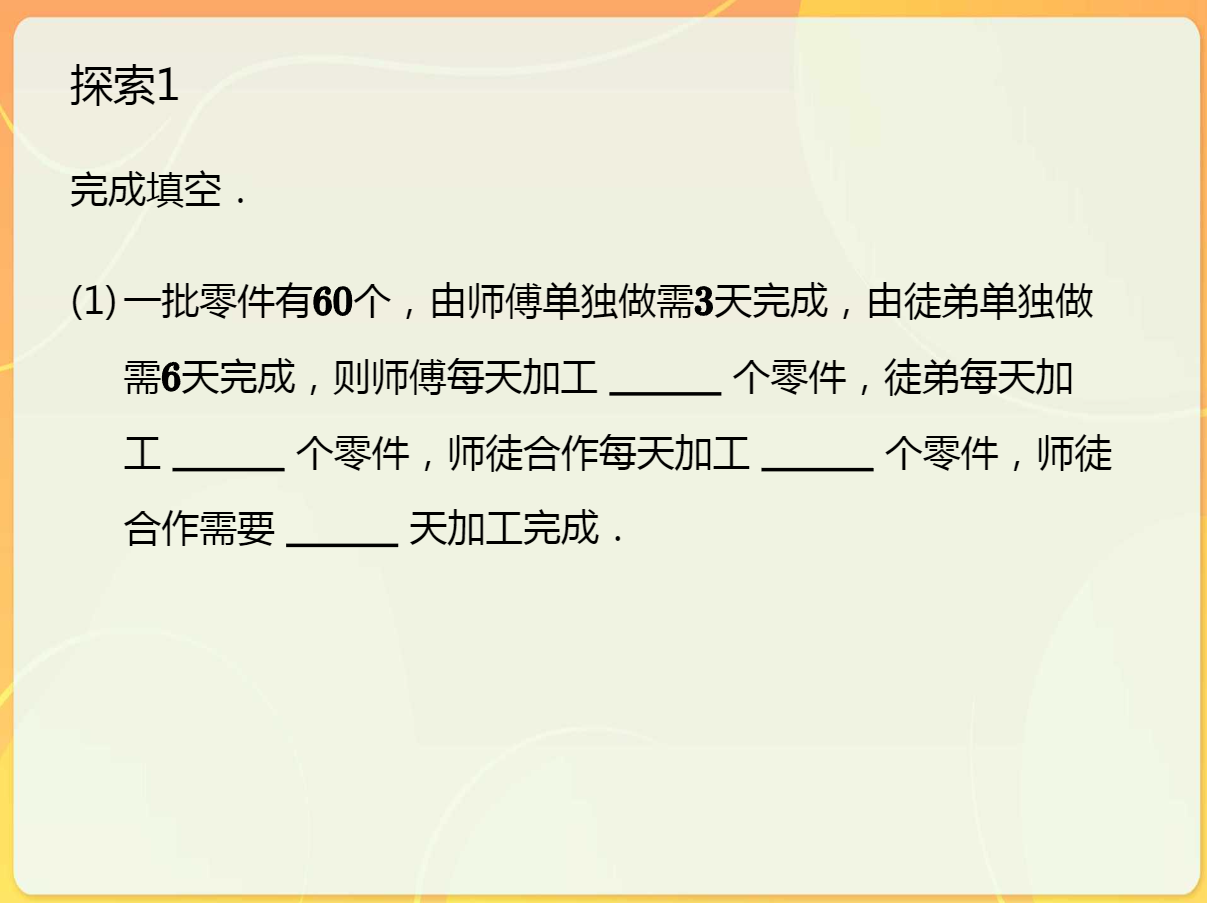 探索1
完成填空．
(1)一批零件有60个，由师傅单独做需3天完成，由徒弟单独做
需6天完成，则师傅每天加工 ______ 个零件，徒弟每天加
工 ______ 个零件，师徒合作每天加工 ______ 个零件，师徒
合作需要 ______ 天加工完成．